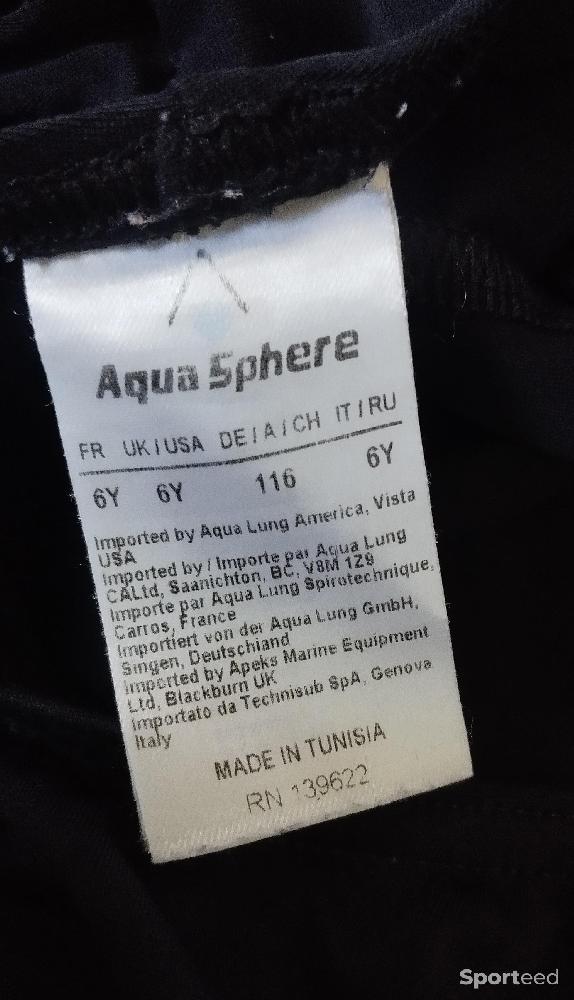 Aqua Sphere
FR UK/USA DE/A/CH IT/RU
6Y 6Y 116 6Y
Imported by Aqua Lung America, Vista
USA
Imported by / Importe par Aqua Lung
CALtd, Saanichton, BC, V8M 1Z9
Importe par Aqua Lung Spirotechnique,
Carros, France
Importiert von der Aqua Lung GmbH,
Singen, Deutschland
Imported by Apeks Marine Equipment
Ltd, Blackburn UK
Importato da Technisub SpA, Genova
Italy
MADE IN TUNISIA
RN 139622
Sporteed